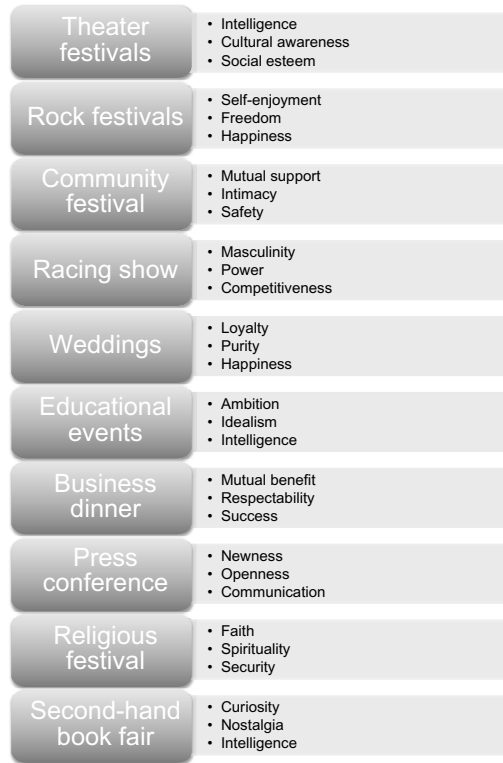 Theater
festivals
• Intelligence
• Cultural awareness
• Social esteem
Rock festivals
• Self-enjoyment
• Freedom
• Happiness
Community
festival
• Mutual support
• Intimacy
• Safety
Racing show
• Masculinity
• Power
• Competitiveness
Weddings
• Loyalty
• Purity
• Happiness
Educational
events
• Ambition
• Idealism
• Intelligence
Business
dinner
• Mutual benefit
• Respectability
• Success
Press
conference
• Newness
• Openness
• Communication
Religious
festival
• Faith
• Spirituality
• Security
Second-hand
book fair
• Curiosity
• Nostalgia
• Intelligence